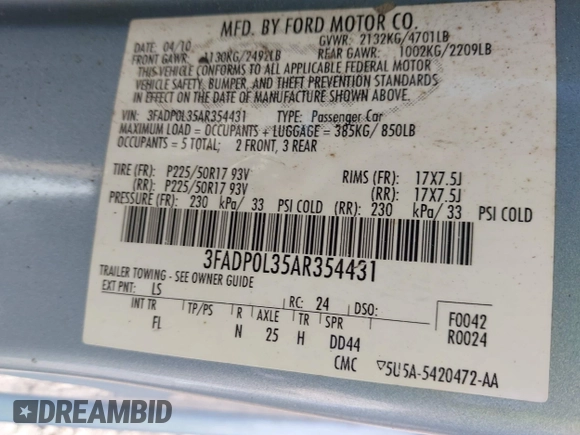 MFD. BY FORD MOTOR CO.
DATE: 04/10 GVWR: 2132KG/4701LB
FRONT GAWR: 1130KG/2492LB REAR GAWR: 1002KG/2209LB
THIS VEHICLE CONFORMS TO ALL APPLICABLE FEDERAL MOTOR
VEHICLE SAFETY, BUMPER, AND THEFT PREVENTION STANDARDS
IN EFFECT ON THE DATE OF MANUFACTURE SHOWN ABOVE.
VIN: 3FADP0L35AR354431 TYPE: Passenger Car
MAXIMUM LOAD = OCCUPANTS + LUGGAGE = 385KG/ 850LB
OCCUPANTS = 5 TOTAL; 2 FRONT, 3 REAR
TIRE (FR): P225/50R17 93V RIMS (FR): 17X7.5J
(RR): P225/50R17 93V (RR): 17X7.5J
PRESSURE (FR): 230 kPa/ 33 PSI COLD (RR): 230 kPa/ 33 PSI COLD
3FADP0L35AR354431
TRAILER TOWING - SEE OWNER GUIDE
EXT PNT: LS RC: 24 DSO:
INT TR TP/PS R AXLE TR SPR F0042
FL N 25 H DD44 R0024
CMC ▽5U5A-5420472-AA
DREAMBID